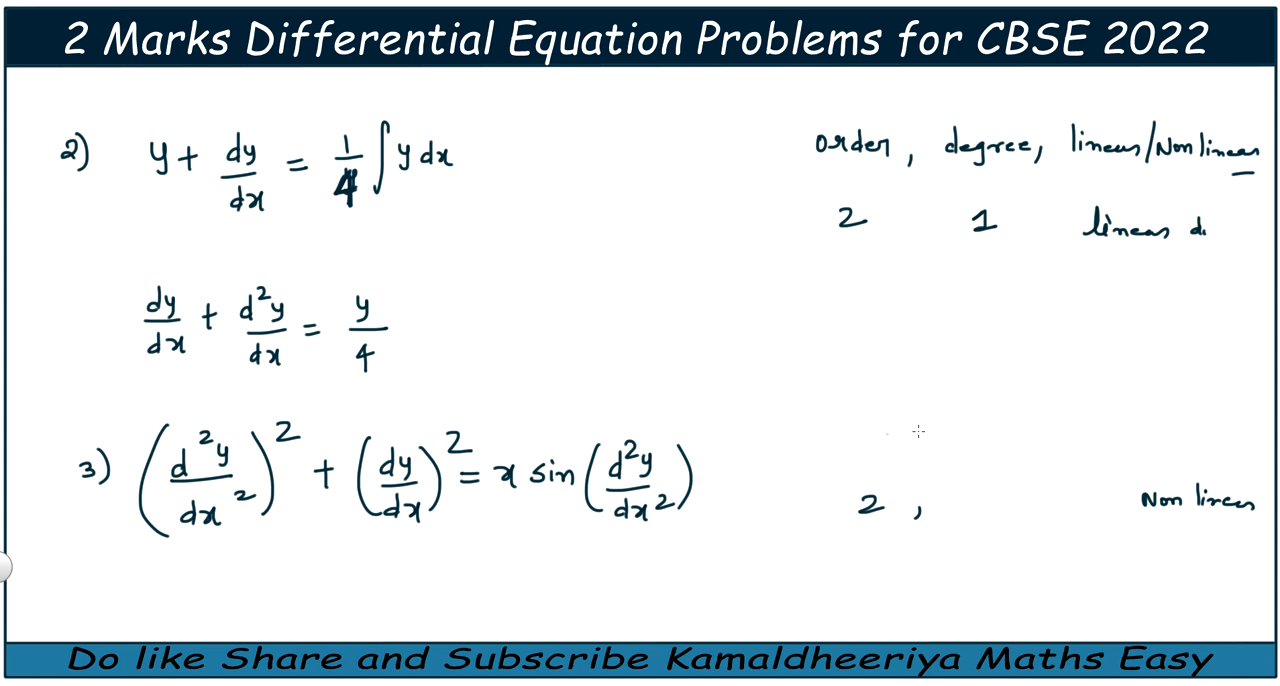 2 Marks Differential Equation Problems for CBSE 2022
order, degree, linear/Non linear
2) y + dy/dx = 1/4 ∫ y dx
2 1 linear d
dy/dx + d²y/dx = y/4
3) (d²y/dx²)² + (dy/dx)² = x sin(d²y/dx²)
2, Non linear
Do like Share and Subscribe Kamaldheeriya Maths Easy